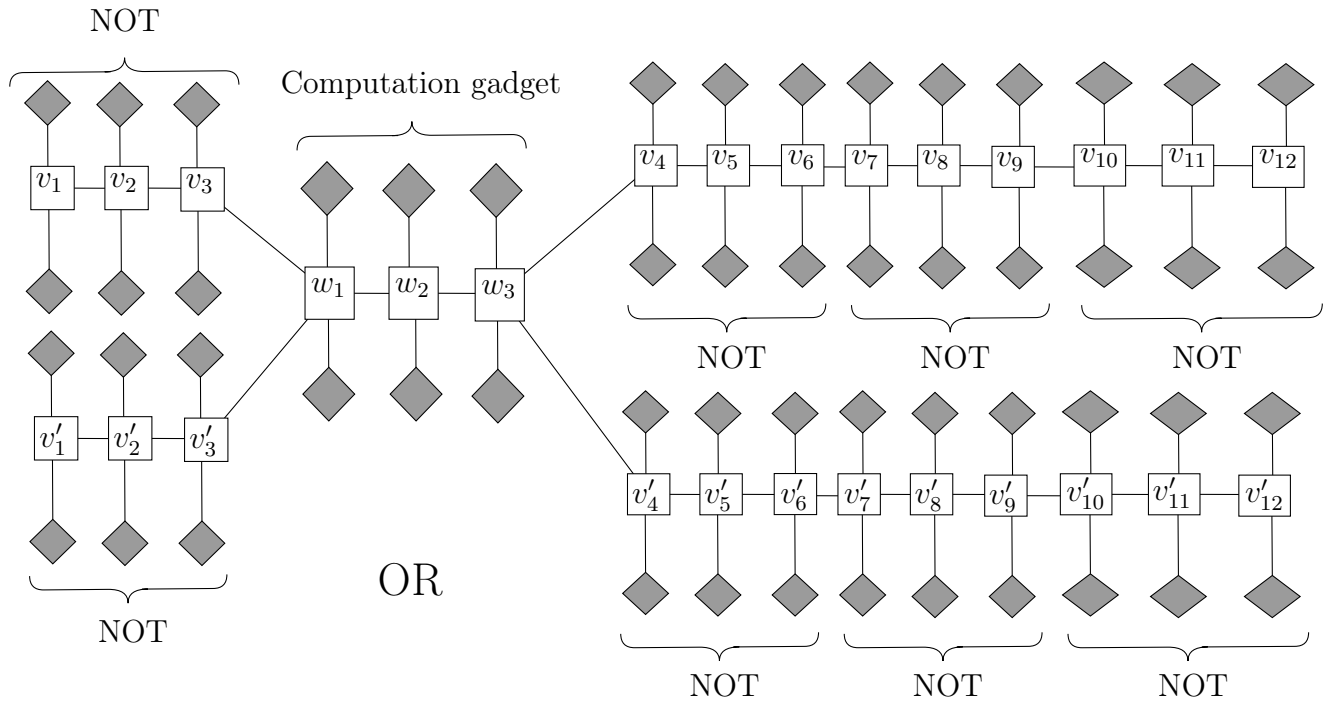 NOT
Computation gadget
v₁ v₂ v₃
w₁ w₂ w₃
v₄ v₅ v₆ v₇ v₈ v₉ v₁₀ v₁₁ v₁₂
NOT NOT NOT
v′₁ v′₂ v′₃
v′₄ v′₅ v′₆ v′₇ v′₈ v′₉ v′₁₀ v′₁₁ v′₁₂
OR
NOT
NOT NOT NOT